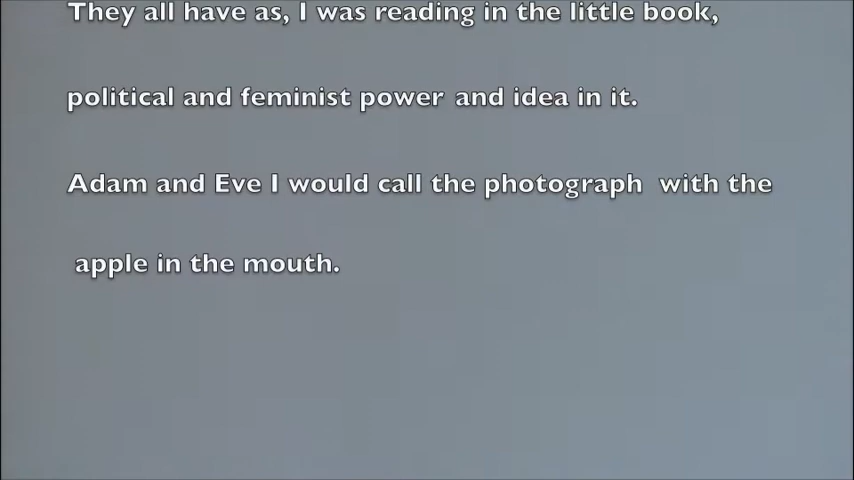 They all have as, I was reading in the little book,
political and feminist power and idea in it.
Adam and Eve I would call the photograph with the
apple in the mouth.